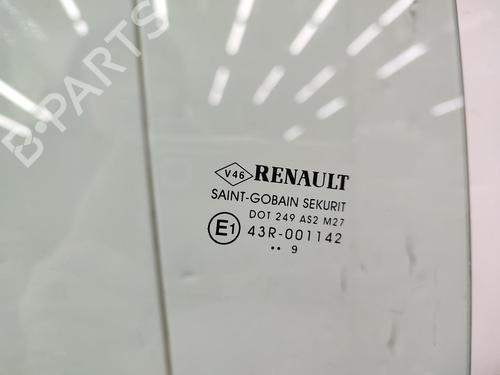 B-PARTS
V46 RENAULT
SAINT-GOBAIN SEKURIT
DOT 249 AS2 M27
E1 43R-001142
•• 9